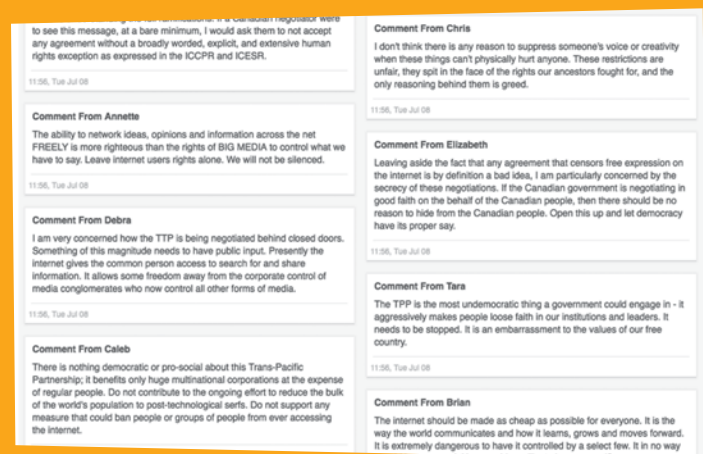 to see this message, at a bare minimum, I would ask them to not accept
any agreement without a broadly worded, explicit, and extensive human
rights exception as expressed in the ICCPR and ICESR.
11:56, Tue Jul 08
Comment From Annette
The ability to network ideas, opinions and information across the net
FREELY is more righteous than the rights of BIG MEDIA to control what we
have to say. Leave internet users rights alone. We will not be silenced.
11:56, Tue Jul 08
Comment From Debra
I am very concerned how the TTP is being negotiated behind closed doors.
Something of this magnitude needs to have public input. Presently the
internet gives the common person access to search for and share
information. It allows some freedom away from the corporate control of
media conglomerates who now control all other forms of media.
11:56, Tue Jul 08
Comment From Caleb
There is nothing democratic or pro-social about this Trans-Pacific
Partnership; it benefits only huge multinational corporations at the expense
of regular people. Do not contribute to the ongoing effort to reduce the bulk
of the world's population to post-technological serfs. Do not support any
measure that could ban people or groups of people from ever accessing
the internet.
Comment From Chris
I don't think there is any reason to suppress someone's voice or creativity
when these things can't physically hurt anyone. These restrictions are
unfair, they spit in the face of the rights our ancestors fought for, and the
only reasoning behind them is greed.
11:56, Tue Jul 08
Comment From Elizabeth
Leaving aside the fact that any agreement that censors free expression on
the internet is by definition a bad idea, I am particularly concerned by the
secrecy of these negotiations. If the Canadian government is negotiating in
good faith on the behalf of the Canadian people, then there should be no
reason to hide from the Canadian people. Open this up and let democracy
have its proper say.
11:56, Tue Jul 08
Comment From Tara
The TPP is the most undemocratic thing a government could engage in - it
aggressively makes people loose faith in our institutions and leaders. It
needs to be stopped. It is an embarrassment to the values of our free
country.
11:56, Tue Jul 08
Comment From Brian
The internet should be made as cheap as possible for everyone. It is the
way the world communicates and how it learns, grows and moves forward.
It is extremely dangerous to have it controlled by a select few. It in no way